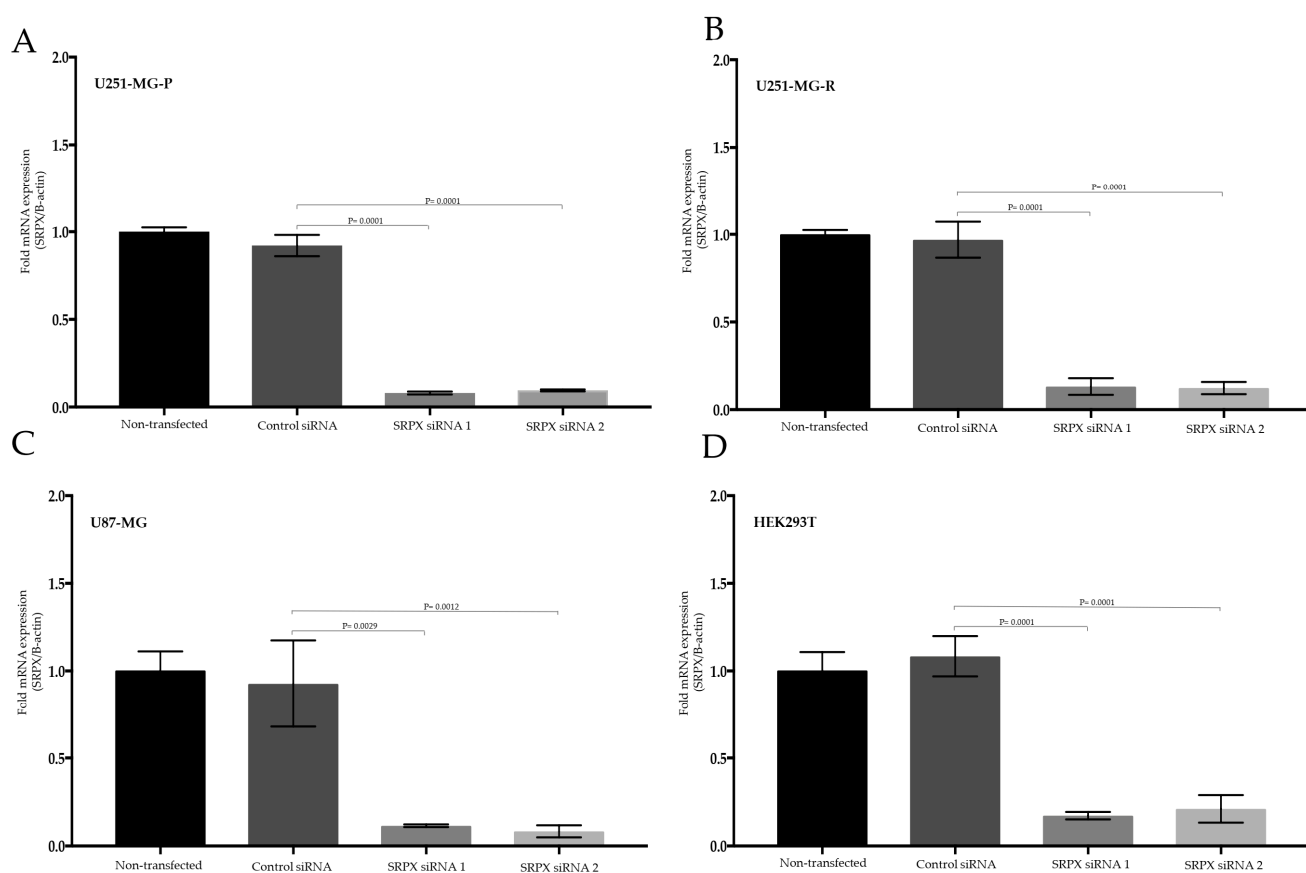 A
U251-MG-P
Fold mRNA expression
(SRPX/B-actin)
2.0
1.5
1.0
0.5
0.0
P= 0.0001
P= 0.0001
Non-transfected
Control siRNA
SRPX siRNA 1
SRPX siRNA 2
B
U251-MG-R
Fold mRNA expression
(SRPX/B-actin)
2.0
1.5
1.0
0.5
0.0
P= 0.0001
P= 0.0001
Non-transfected
Control siRNA
SRPX siRNA 1
SRPX siRNA 2
C
U87-MG
Fold mRNA expression
(SRPX/B-actin)
2.0
1.5
1.0
0.5
0.0
P= 0.0012
P= 0.0029
Non-transfected
Control siRNA
SRPX siRNA 1
SRPX siRNA 2
D
HEK293T
Fold mRNA expression
(SRPX/B-actin)
2.0
1.5
1.0
0.5
0.0
P= 0.0001
P= 0.0001
Non-transfected
Control siRNA
SRPX siRNA 1
SRPX siRNA 2